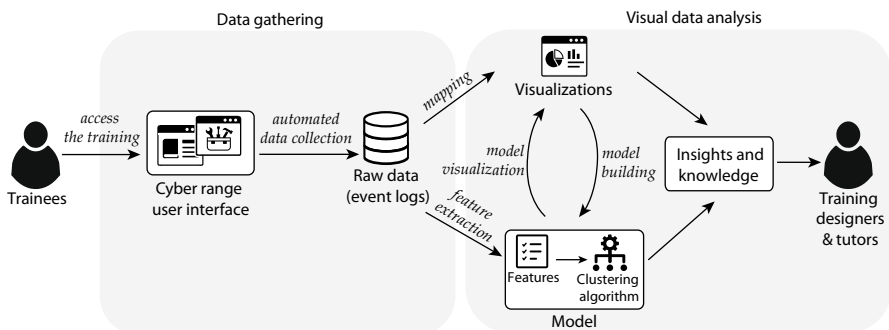 Data gathering
Visual data analysis
access
the training
Trainees
Cyber range
user interface
automated
data collection
Raw data
(event logs)
mapping
feature
extraction
Visualizations
model
visualization
model
building
Features
Clustering
algorithm
Model
Insights and
knowledge
Training
designers
& tutors